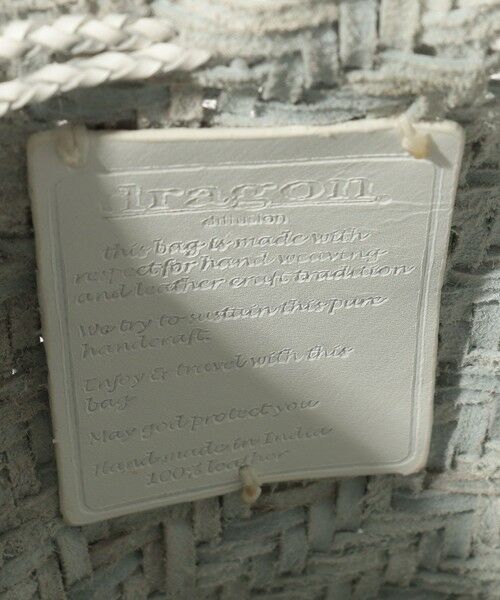 dragon
diffusion
this bag is made with
respect for hand weaving
and leather craft tradition
We try to sustain this pure
handcraft.
Enjoy & travel with this
bag
May god protect you
Handmade in India
100% leather